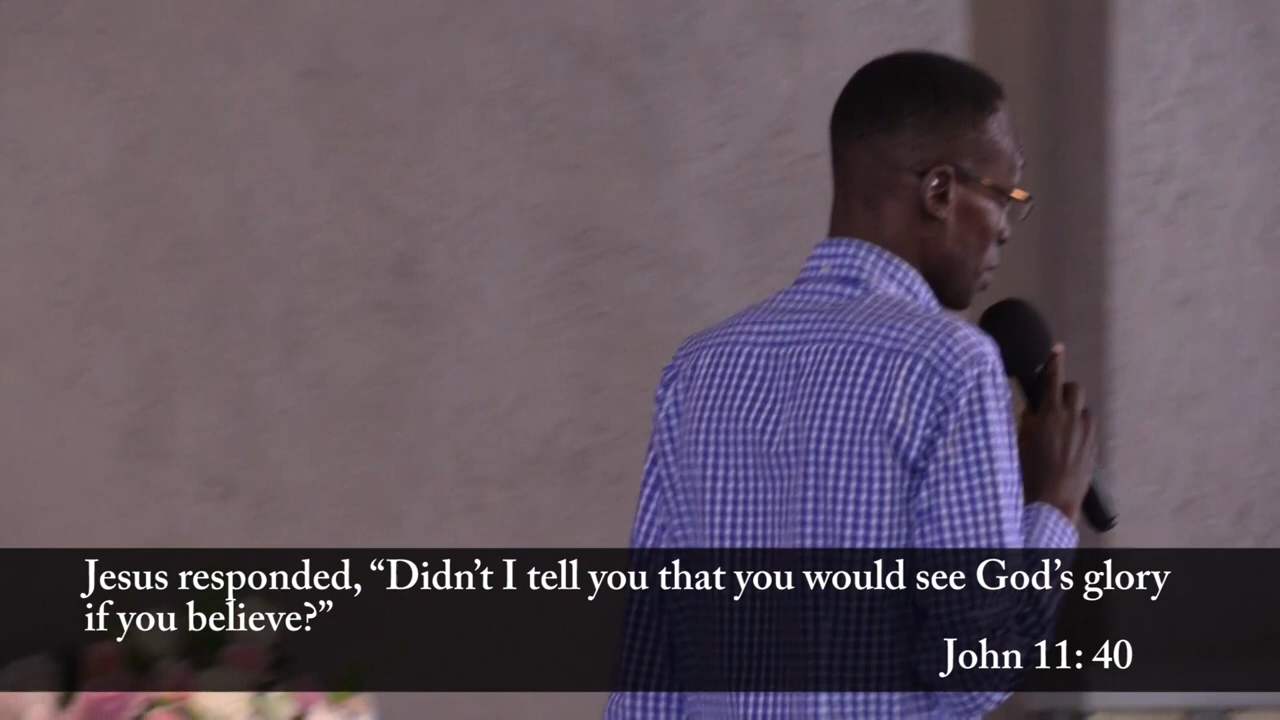 Jesus responded, “Didn’t I tell you that you would see God’s glory
if you believe?”
John 11: 40